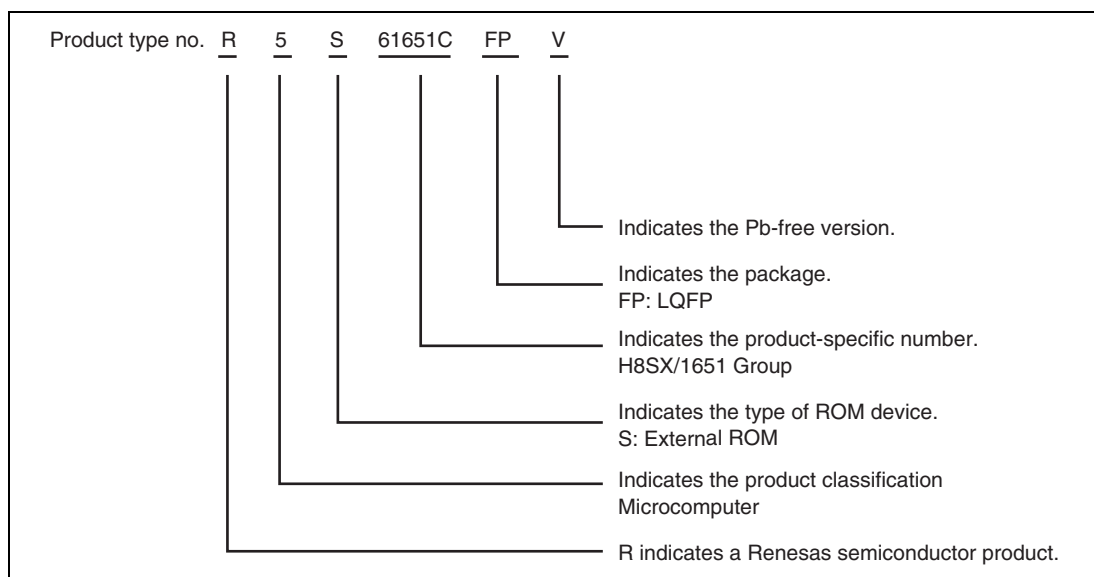 Product type no. R 5 S 61651C FP V
Indicates the Pb-free version.
Indicates the package.
FP: LQFP
Indicates the product-specific number.
H8SX/1651 Group
Indicates the type of ROM device.
S: External ROM
Indicates the product classification
Microcomputer
R indicates a Renesas semiconductor product.